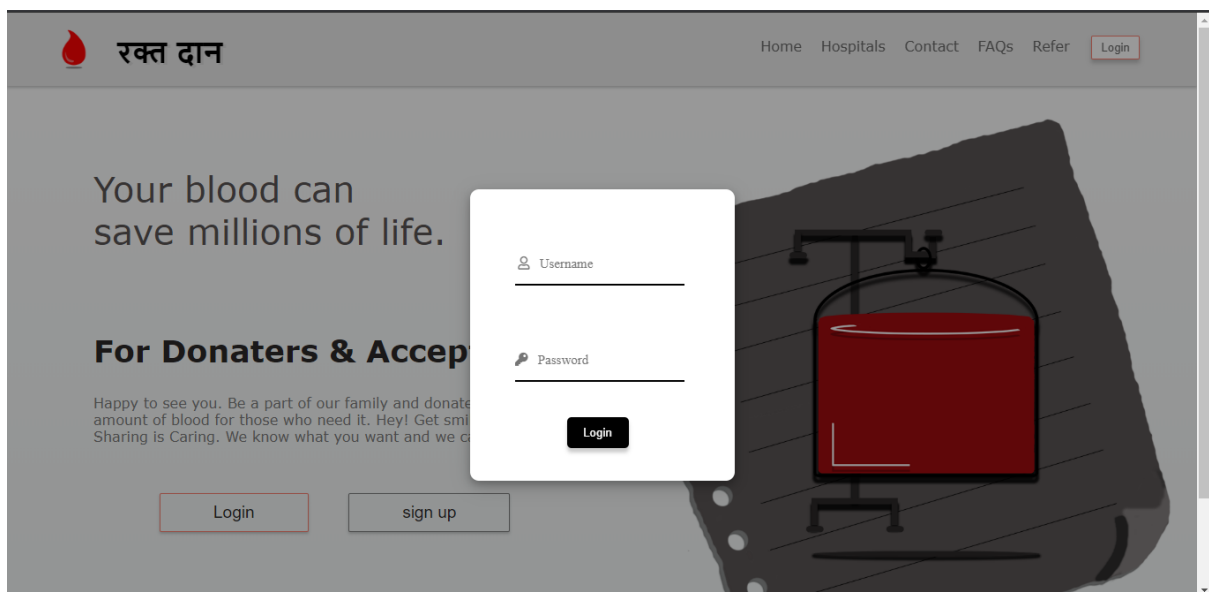 रक्त दान
Home Hospitals Contact FAQs Refer Login
Your blood can
save millions of life.
For Donaters &
Happy to see you. Be a part of our family and donate
amount of blood for those who need it. Hey! Get
Sharing is Caring. We know what you want and we
Login sign up
Username
Password
Login